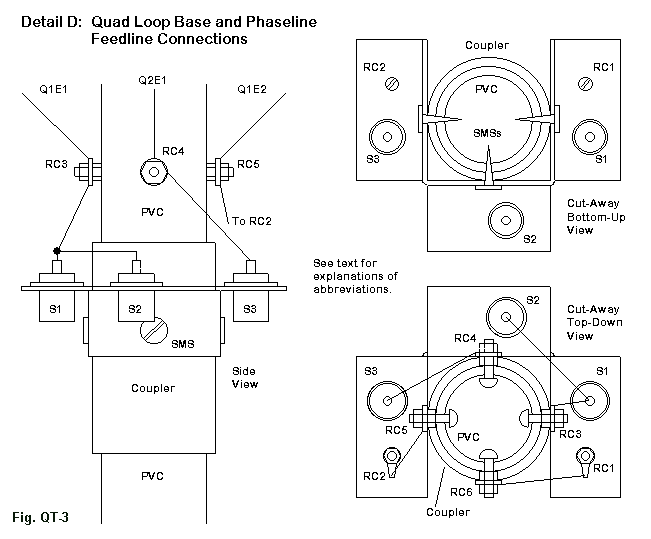 Detail D: Quad Loop Base and Phaseline
Feedline Connections
Q1E1
Q2E1
Q1E2
RC3
RC4
RC5
PVC
To RC2
S1
S2
S3
SMS
Coupler
Side
View
PVC
Fig. QT-3
Coupler
RC2
RC1
PVC
SMSs
S3
S1
S2
Cut-Away
Bottom-Up
View
See text for
explanations of
abbreviations.
S2
Cut-Away
Top-Down
View
RC4
S3
S1
RC5
PVC
RC3
RC2
RC1
RC6
Coupler